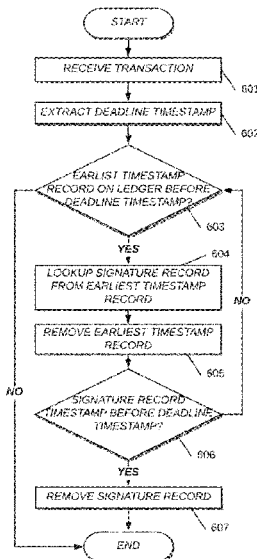 START
RECEIVE TRANSACTION
601
EXTRACT DEADLINE TIMESTAMP
602
EARLIST TIMESTAMP
RECORD ON LEDGER BEFORE
DEADLINE TIMESTAMP?
603
YES
604
LOOKUP SIGNATURE RECORD
FROM EARLIEST TIMESTAMP
RECORD
NO
REMOVE EARLIEST TIMESTAMP
RECORD
605
NO
SIGNATURE RECORD
TIMESTAMP BEFORE DEADLINE
TIMESTAMP?
606
YES
REMOVE SIGNATURE RECORD
607
END